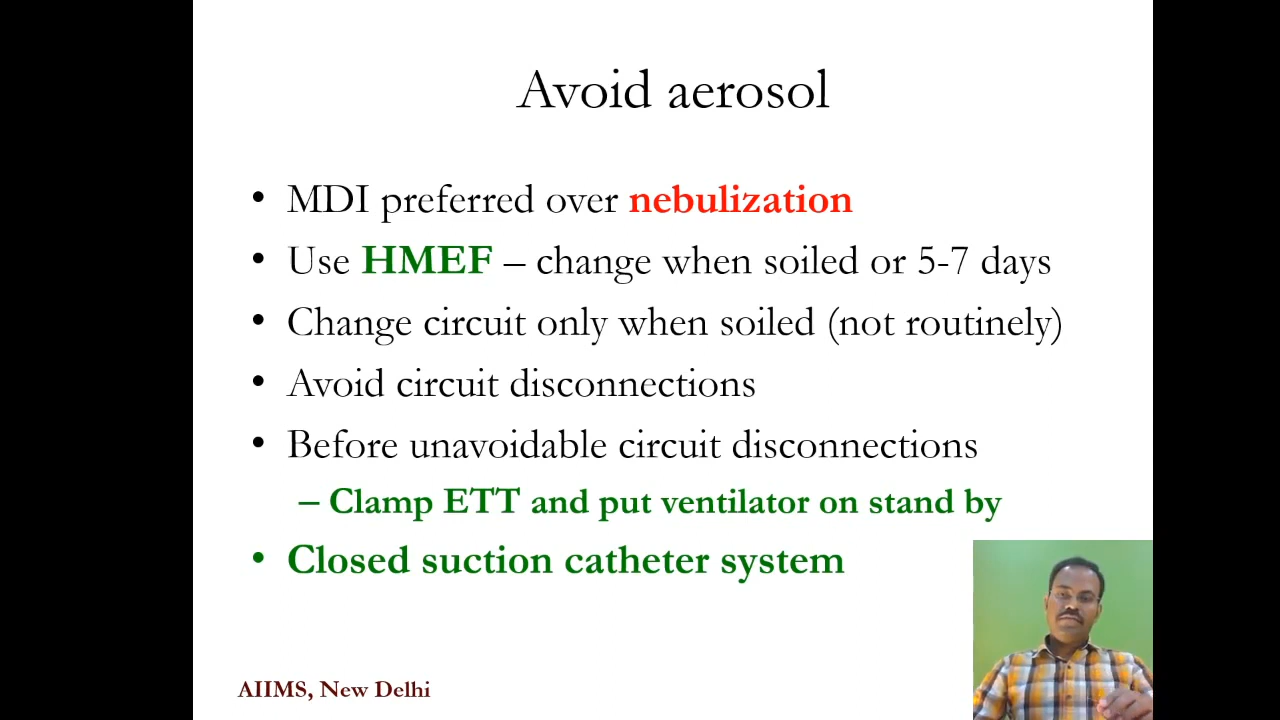 Avoid aerosol
• MDI preferred over nebulization
• Use HMEF – change when soiled or 5-7 days
• Change circuit only when soiled (not routinely)
• Avoid circuit disconnections
• Before unavoidable circuit disconnections
– Clamp ETT and put ventilator on stand by
• Closed suction catheter system
AIIMS, New Delhi